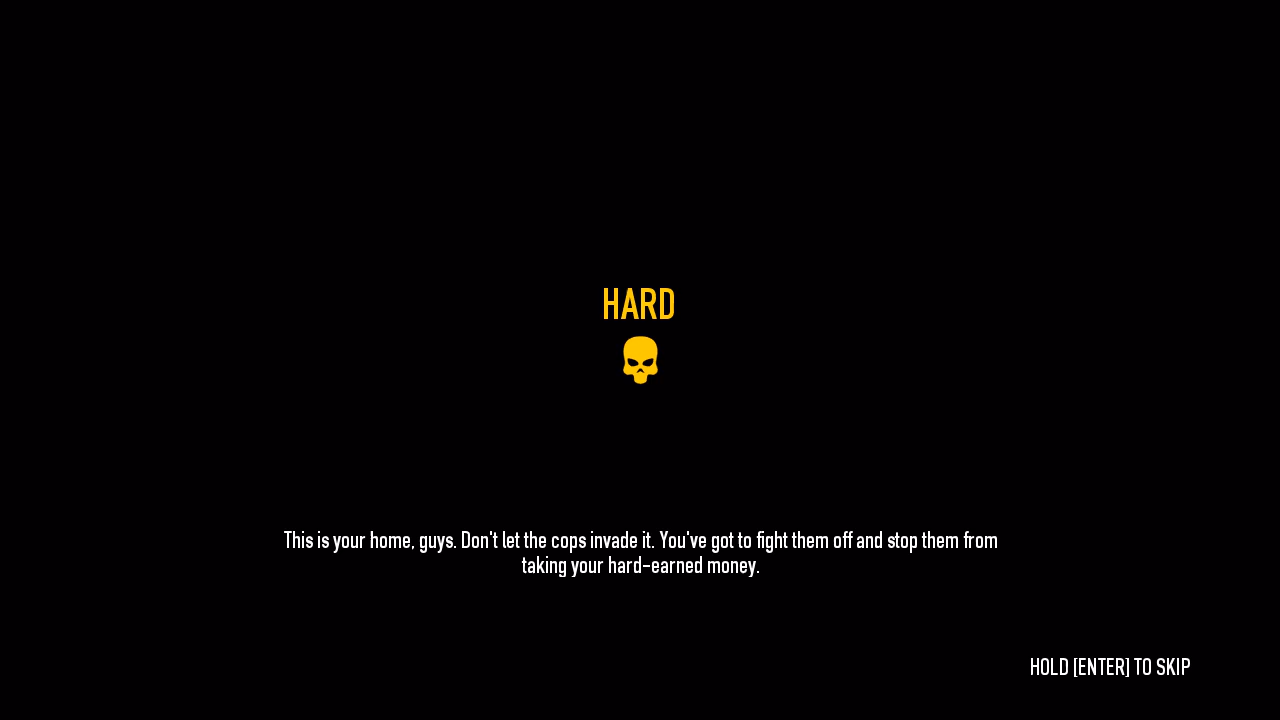 HARD
This is your home, guys. Don't let the cops invade it. You've got to fight them off and stop them from
taking your hard-earned money.
HOLD [ENTER] TO SKIP